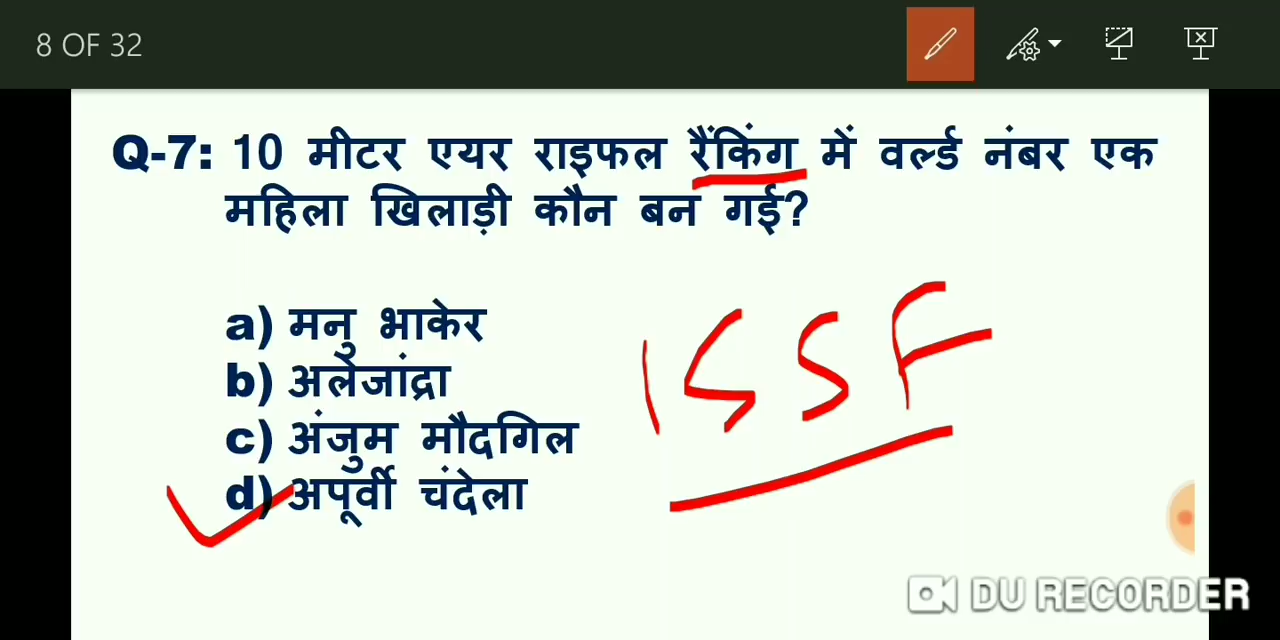 8 OF 32
Q-7: 10 मीटर एयर राइफल रैंकिंग में वर्ल्ड नंबर एक
महिला खिलाड़ी कौन बन गई?
a) मनु भाकेर
b) अलेजांद्रा
ISSF
c) अंजुम मौदगिल
d) अपूर्वी चंदेला
DU RECORDER